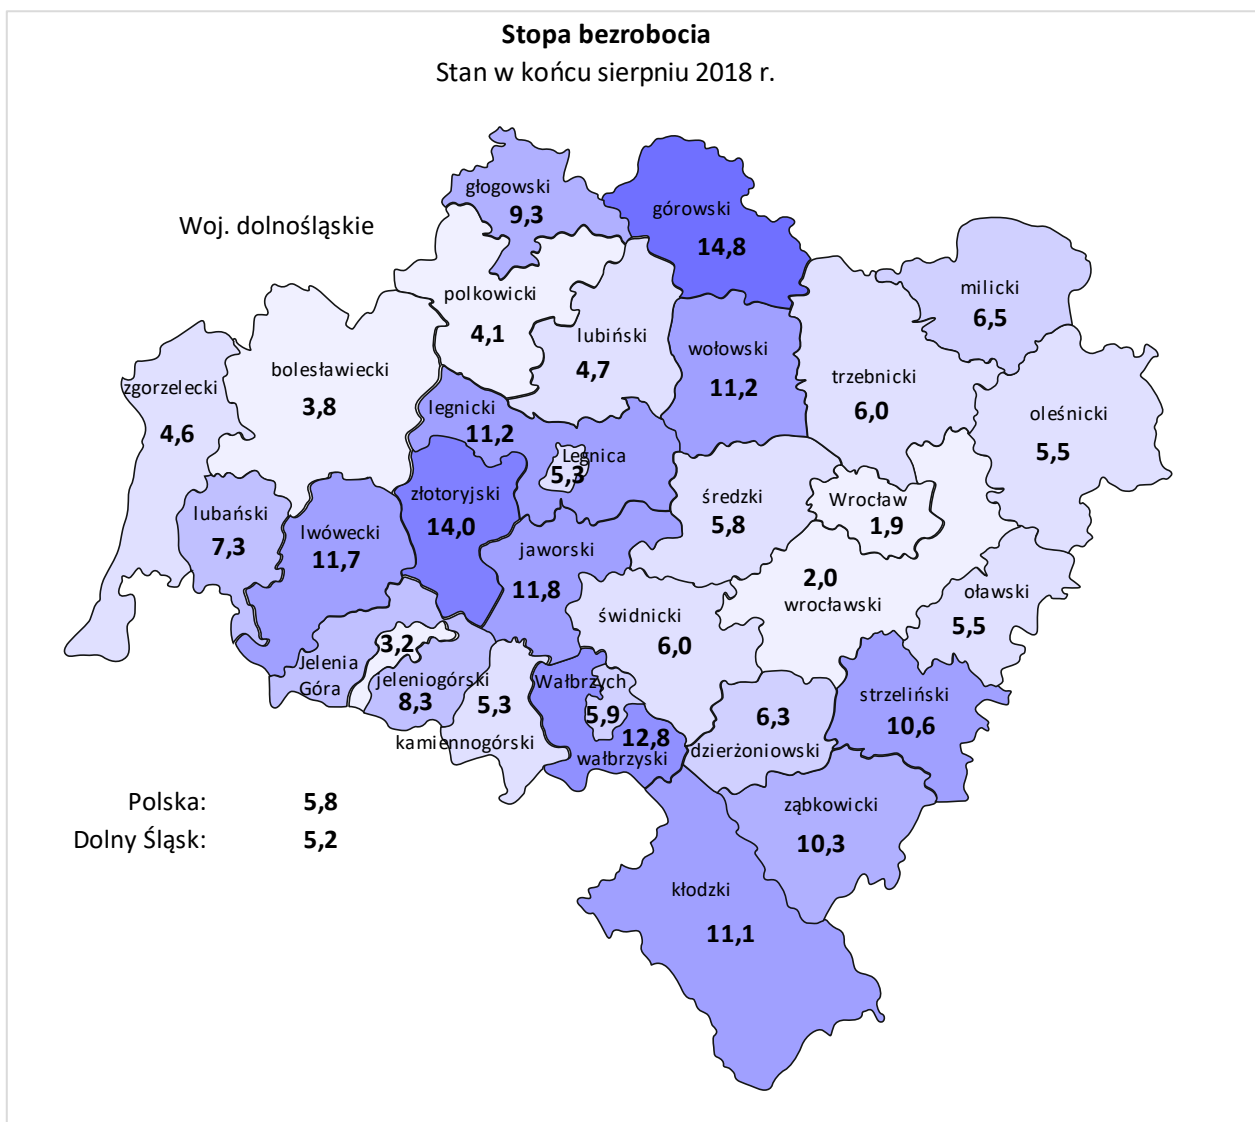 Stopa bezrobocia
Stan w końcu sierpniu 2018 r.
Woj. dolnośląskie
głogowski
9,3
górowski
14,8
polkowicki
4,1
lubiński
4,7
wołowski
11,2
milicki
6,5
trzebnicki
6,0
oleśnicki
5,5
zgorzelecki
4,6
bolesławiecki
3,8
legnicki
11,2
Legnica
5,3
lubański
7,3
lwówecki
11,7
złotoryjski
14,0
jaworski
11,8
średzki
5,8
Wrocław
1,9
2,0
wrocławski
oławski
5,5
świdnicki
6,0
3,2
Jelenia
Góra
jeleniogórski
8,3
5,3
kamiennogórski
Wałbrzych
5,9
12,8
wałbrzyski
6,3
dzierżoniowski
strzeliński
10,6
ząbkowicki
10,3
kłodzki
11,1
Polska: 5,8
Dolny Śląsk: 5,2